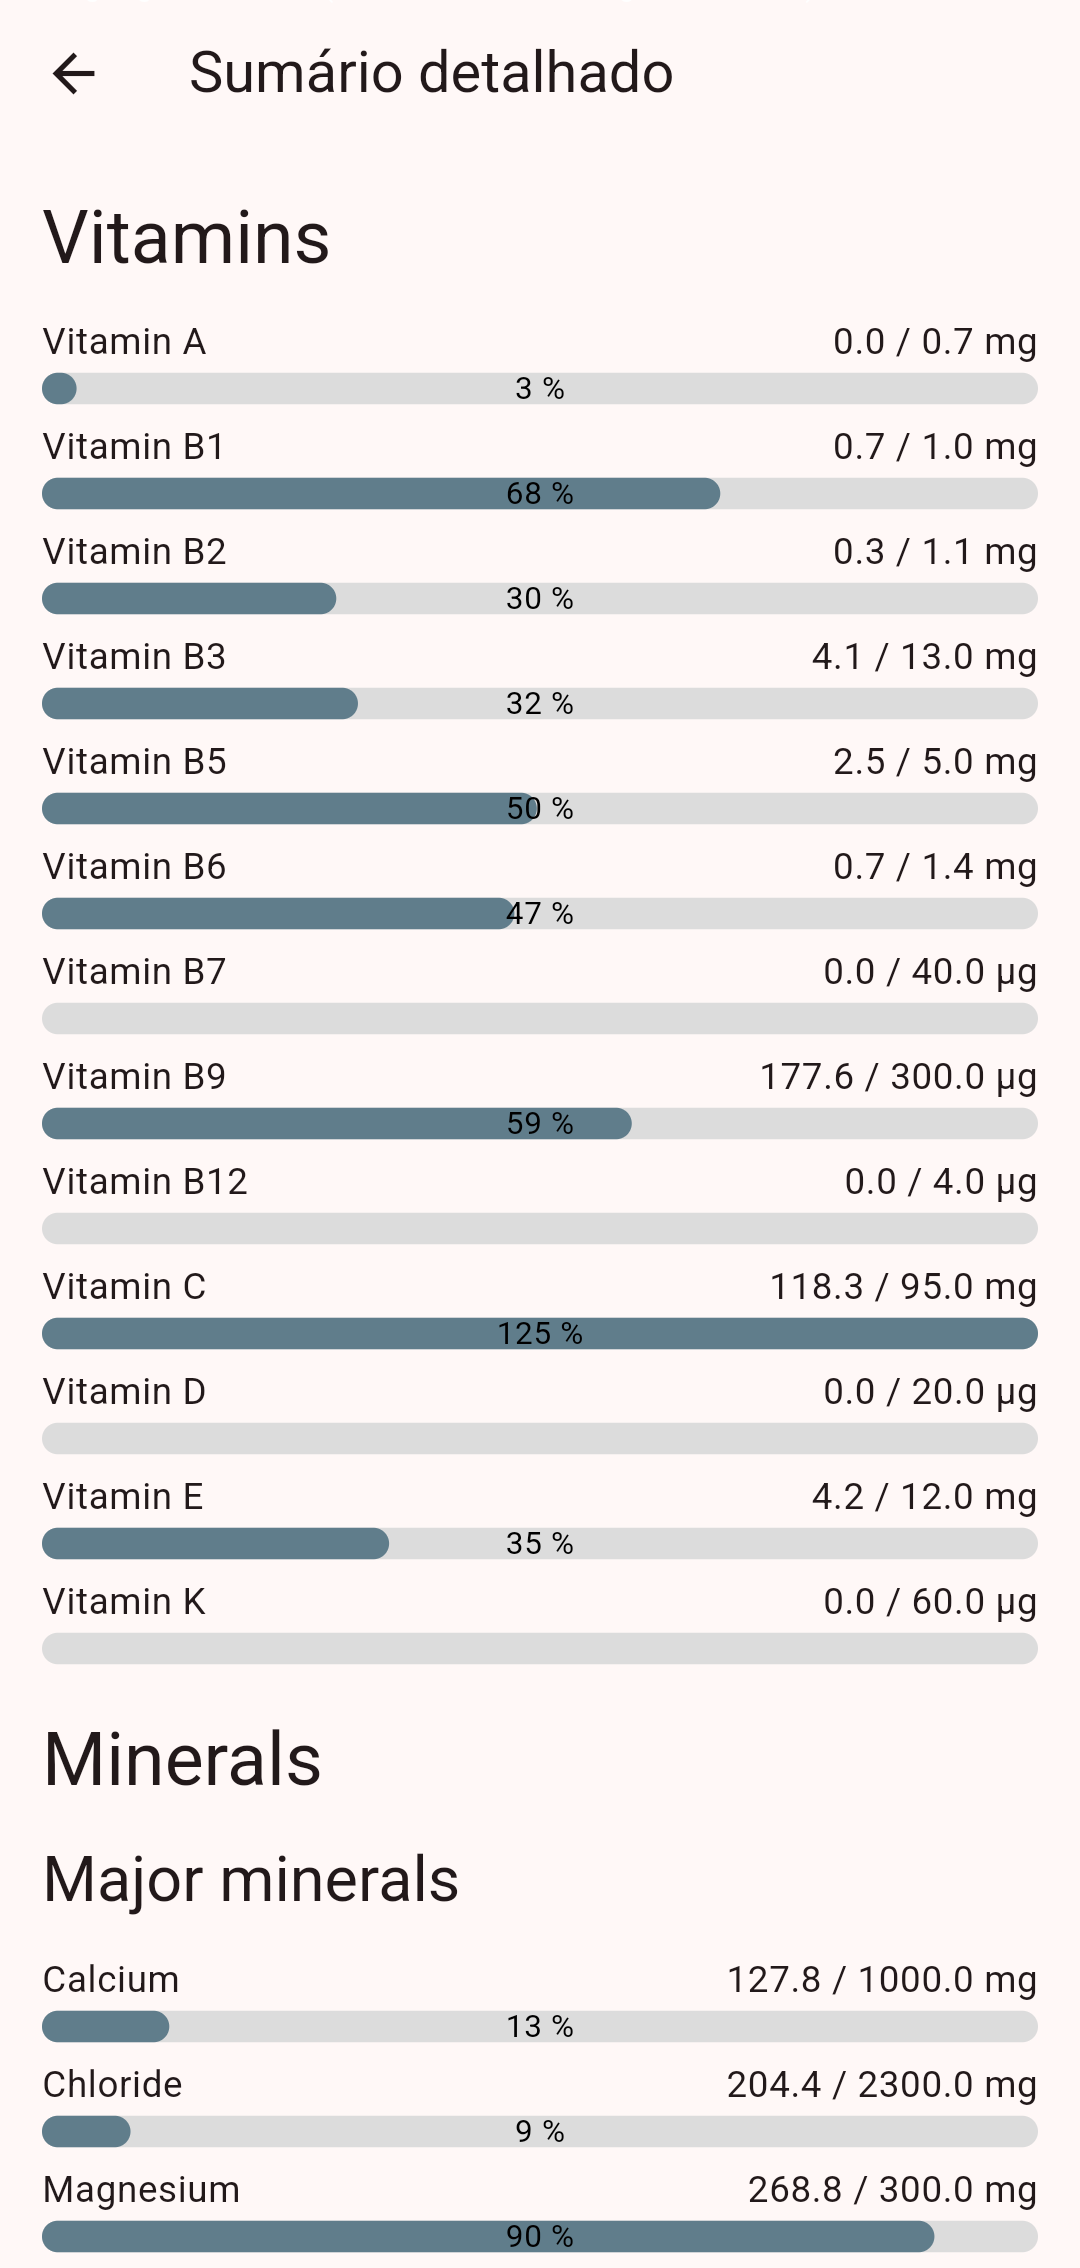 Sumário detalhado
Vitamins
Vitamin A 0.0 / 0.7 mg
3 %
Vitamin B1 0.7 / 1.0 mg
68 %
Vitamin B2 0.3 / 1.1 mg
30 %
Vitamin B3 4.1 / 13.0 mg
32 %
Vitamin B5 2.5 / 5.0 mg
50 %
Vitamin B6 0.7 / 1.4 mg
47 %
Vitamin B7 0.0 / 40.0 µg
Vitamin B9 177.6 / 300.0 µg
59 %
Vitamin B12 0.0 / 4.0 µg
Vitamin C 118.3 / 95.0 mg
125 %
Vitamin D 0.0 / 20.0 µg
Vitamin E 4.2 / 12.0 mg
35 %
Vitamin K 0.0 / 60.0 µg
Minerals
Major minerals
Calcium 127.8 / 1000.0 mg
13 %
Chloride 204.4 / 2300.0 mg
9 %
Magnesium 268.8 / 300.0 mg
90 %